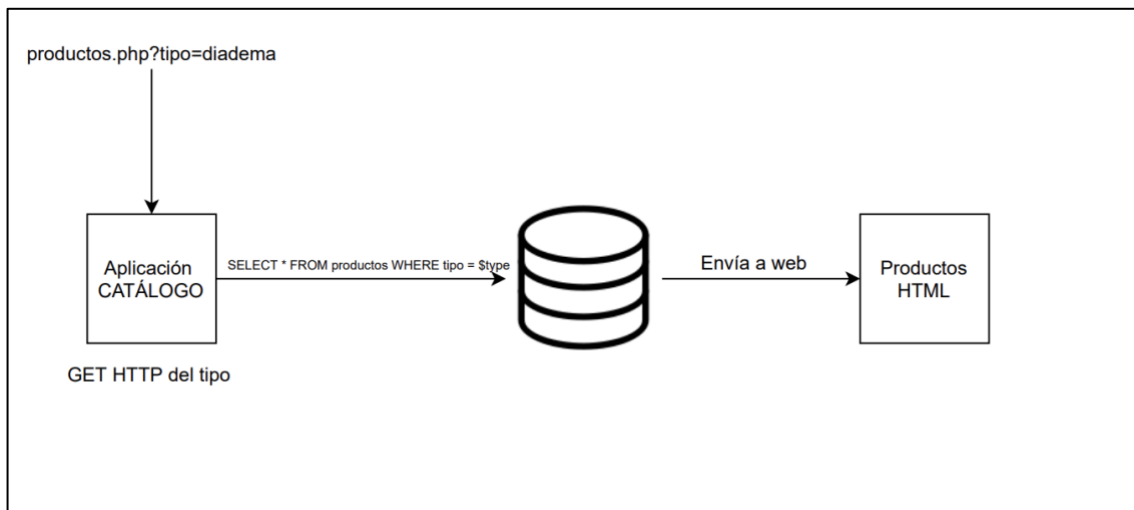 productos.php?tipo=diadema
Aplicación
CATÁLOGO
SELECT * FROM productos WHERE tipo = $type
Envía a web
Productos
HTML
GET HTTP del tipo